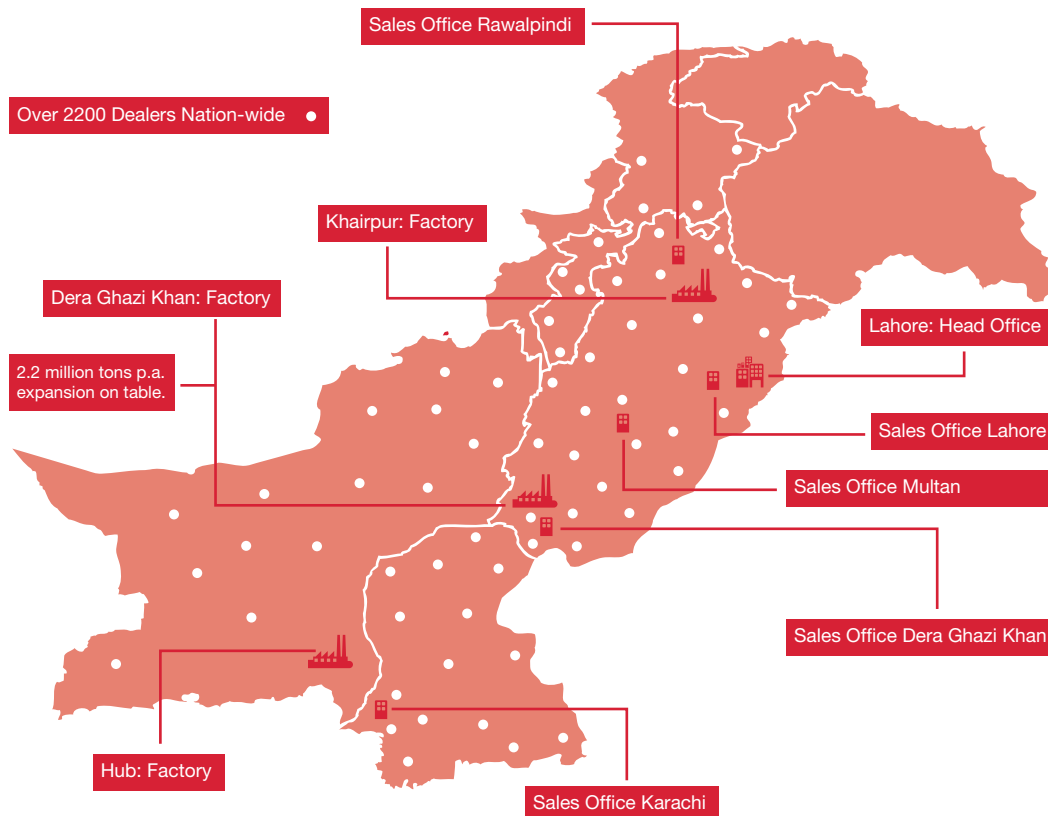 Sales Office Rawalpindi
Over 2200 Dealers Nation-wide
Khairpur: Factory
Dera Ghazi Khan: Factory
Lahore: Head Office
2.2 million tons p.a.
expansion on table.
Sales Office Lahore
Sales Office Multan
Sales Office Dera Ghazi Khan
Hub: Factory
Sales Office Karachi